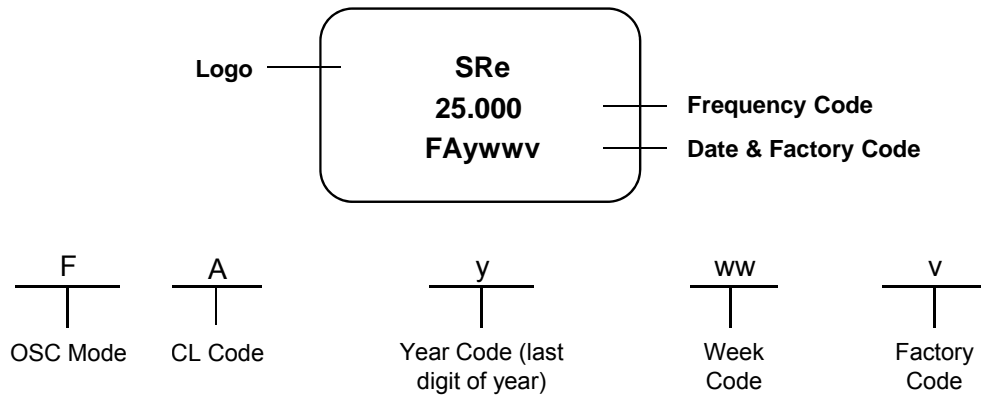 Logo
SRe
25.000
Frequency Code
FAywwv
Date & Factory Code
F
A
y
ww
v
OSC Mode
CL Code
Year Code (last
digit of year)
Week
Code
Factory
Code